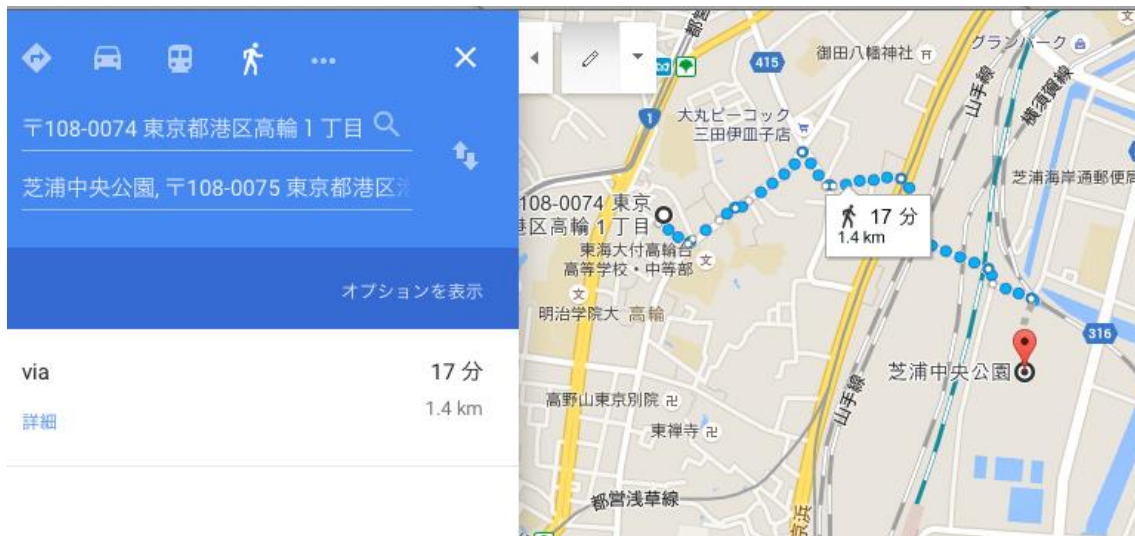 〒108-0074 東京都港区高輪１丁目
芝浦中央公園, 〒108-0075 東京都港区
オプションを表示
via
17 分
1.4 km
詳細
415
御田八幡神社
グランパーク
文
1
大丸ピーコック
三田伊皿子店
山手線
横須賀線
芝浦海岸通郵便局
108-0074 東京
高輪１丁目
17 分
1.4 km
東海大付高輪台
高等学校・中等部
文
文
明治学院大
高輪
316
芝浦中央公園
高野山東京別院
山手線
東禅寺
都営浅草線
京浜